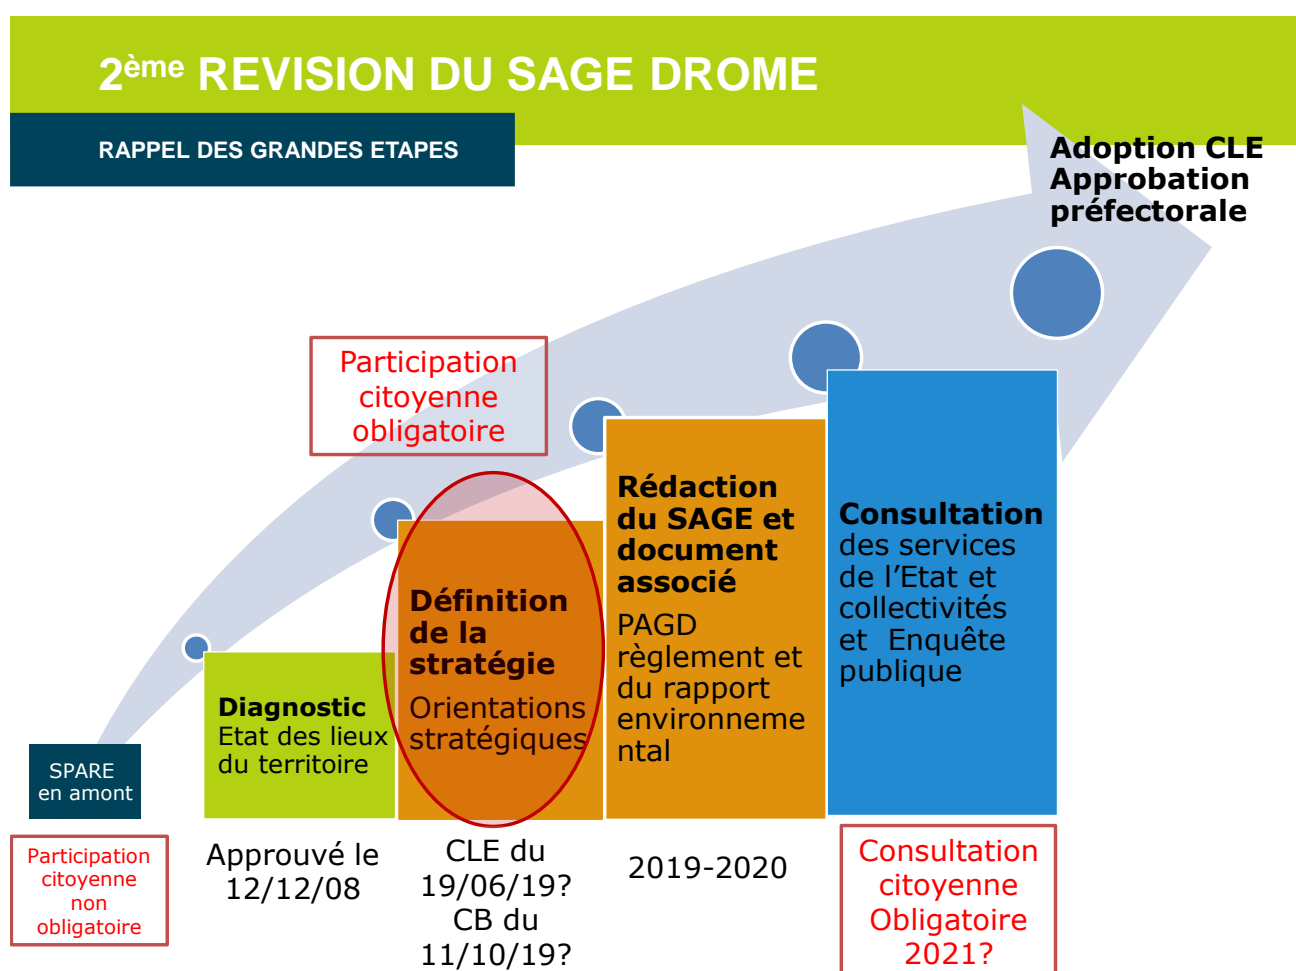 2ème REVISION DU SAGE DROME
RAPPEL DES GRANDES ETAPES
Adoption CLE
Approbation
préfectorale
Participation
citoyenne
obligatoire
SPARE
en amont
Participation
citoyenne
non
obligatoire
Diagnostic
Etat des lieux
du territoire
Approuvé le
12/12/08
Définition
de la
stratégie
Orientations
stratégiques
CLE du
19/06/19?
CB du
11/10/19?
Rédaction
du SAGE et
document
associé
PAGD
règlement et
du rapport
environneme
ntal
2019-2020
Consultation
des services
de l’Etat et
collectivités
et Enquête
publique
Consultation
citoyenne
Obligatoire
2021?